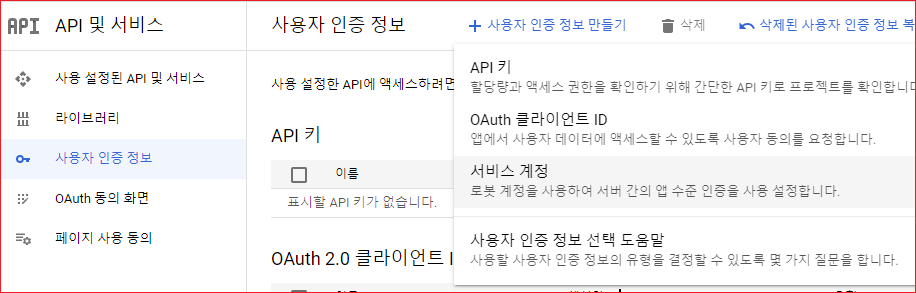 API API 및 서비스
사용자 인증 정보
사용자 인증 정보 만들기
삭제
삭제된 사용자 인증 정보 복
사용 설정된 API 및 서비스
라이브러리
사용자 인증 정보
OAuth 동의 화면
페이지 사용 동의
사용 설정한 API에 액세스하려면
API 키
이름
표시할 API 키가 없습니다.
OAuth 2.0 클라이언트 I
API 키
할당량과 액세스 권한을 확인하기 위해 간단한 API 키로 프로젝트를 확인합니다
OAuth 클라이언트 ID
앱에서 사용자 데이터에 액세스할 수 있도록 사용자 동의를 요청합니다.
서비스 계정
로봇 계정을 사용하여 서버 간의 앱 수준 인증을 사용 설정합니다.
사용자 인증 정보 선택 도움말
사용할 사용자 인증 정보의 유형을 결정할 수 있도록 몇 가지 질문을 합니다.